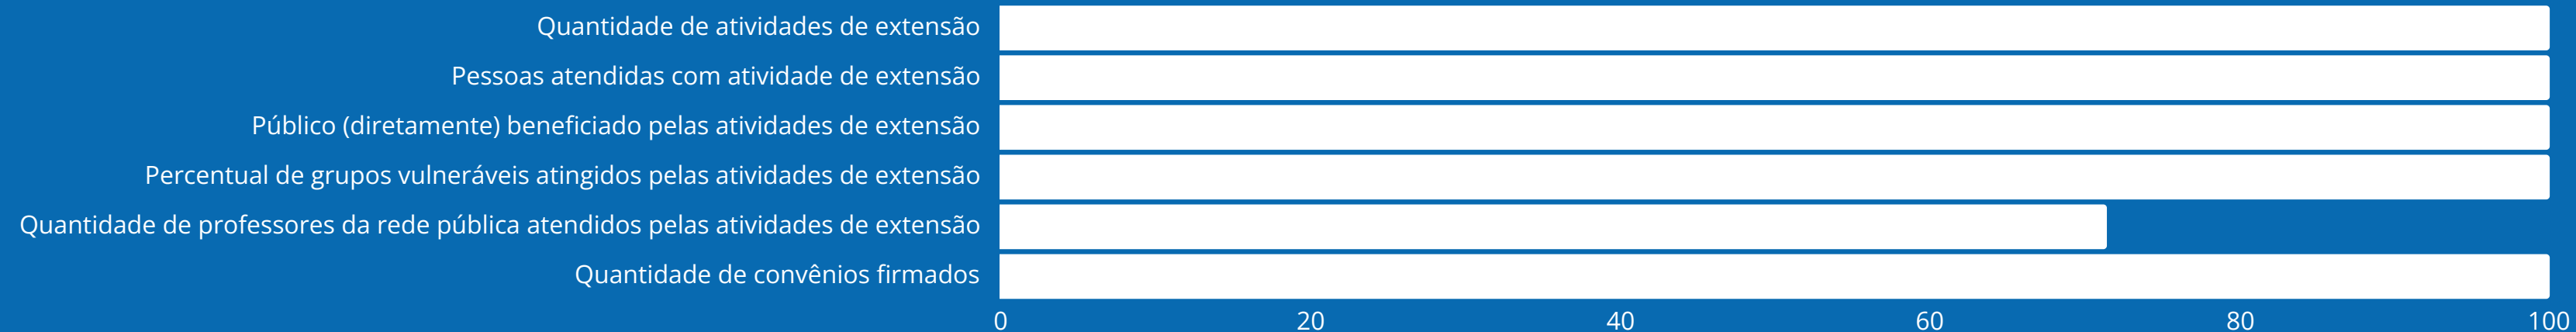 Quantidade de atividades de extensão
Pessoas atendidas com atividade de extensão
Público (diretamente) beneficiado pelas atividades de extensão
Percentual de grupos vulneráveis atingidos pelas atividades de extensão
Quantidade de professores da rede pública atendidos pelas atividades de extensão
Quantidade de convênios firmados
0 20 40 60 80 100